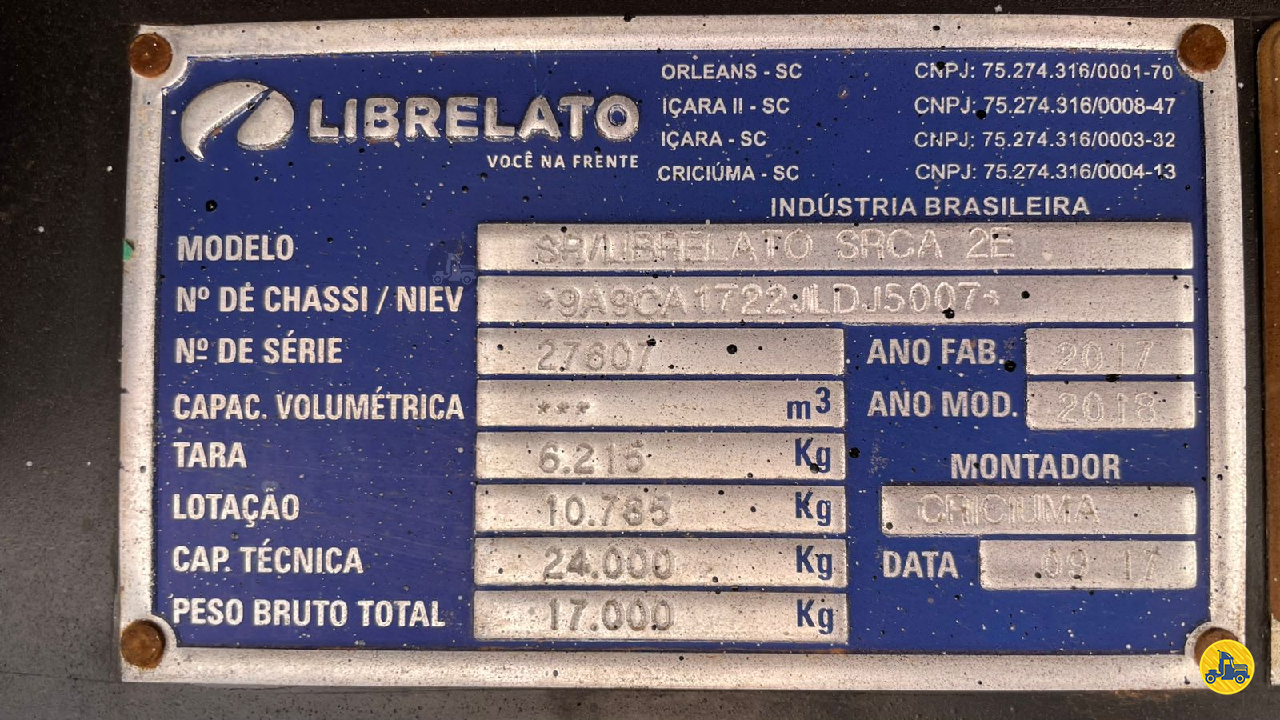 LIBRELATO
VOCÊ NA FRENTE
ORLEANS - SC CNPJ: 75.274.316/0001-70
IÇARA II - SC CNPJ: 75.274.316/0008-47
IÇARA - SC CNPJ: 75.274.316/0003-32
CRICIÚMA - SC CNPJ: 75.274.316/0004-13
INDÚSTRIA BRASILEIRA
MODELO SR/LIBRELATO SRCA 2E
Nº DE CHASSI / NIEV *9A9CA1722JLDJ5007*
Nº DE SÉRIE 27607 ANO FAB. 2017
CAPAC. VOLUMÉTRICA *** m3 ANO MOD. 2018
TARA 6.215 Kg
MONTADOR
LOTAÇÃO 10.785 Kg CRICIUMA
CAP. TÉCNICA 24.000 Kg DATA 09 17
PESO BRUTO TOTAL 17.000 Kg